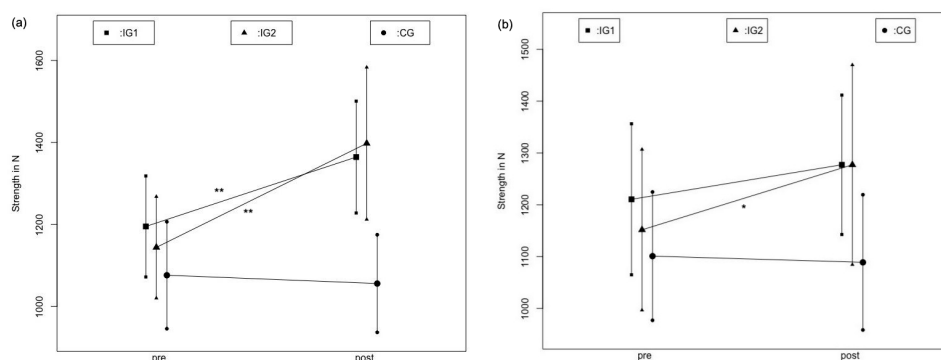 (a)
:IG1 :IG2 :CG
Strength in N
1600
1400
1200
1000
**
**
pre post
(b)
:IG1 :IG2 :CG
Strength in N
1500
1400
1300
1200
1100
1000
*
pre post